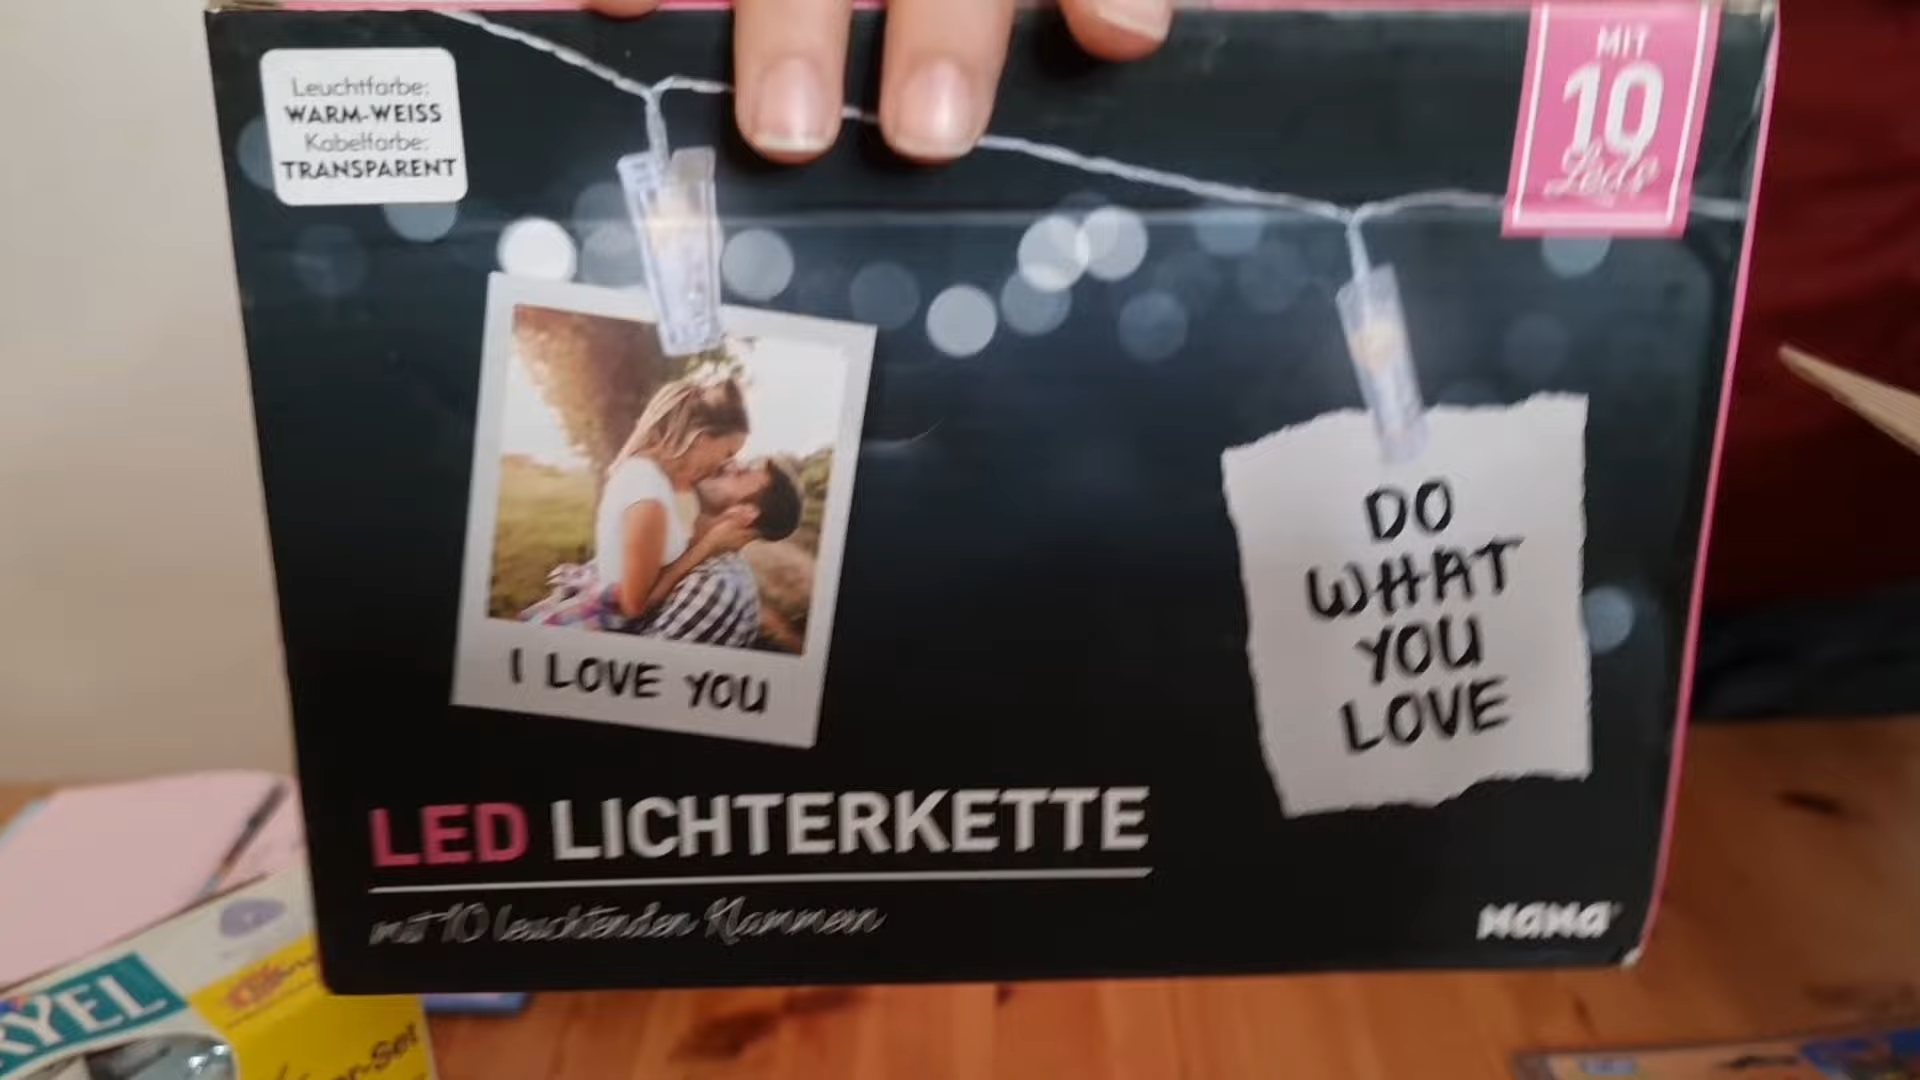 Leuchtfarbe:
WARM-WEISS
Kabelfarbe:
TRANSPARENT
MIT
10
Leds
I LOVE YOU
DO
WHAT
YOU
LOVE
LED LICHTERKETTE
mit 10 leuchtenden Klammern